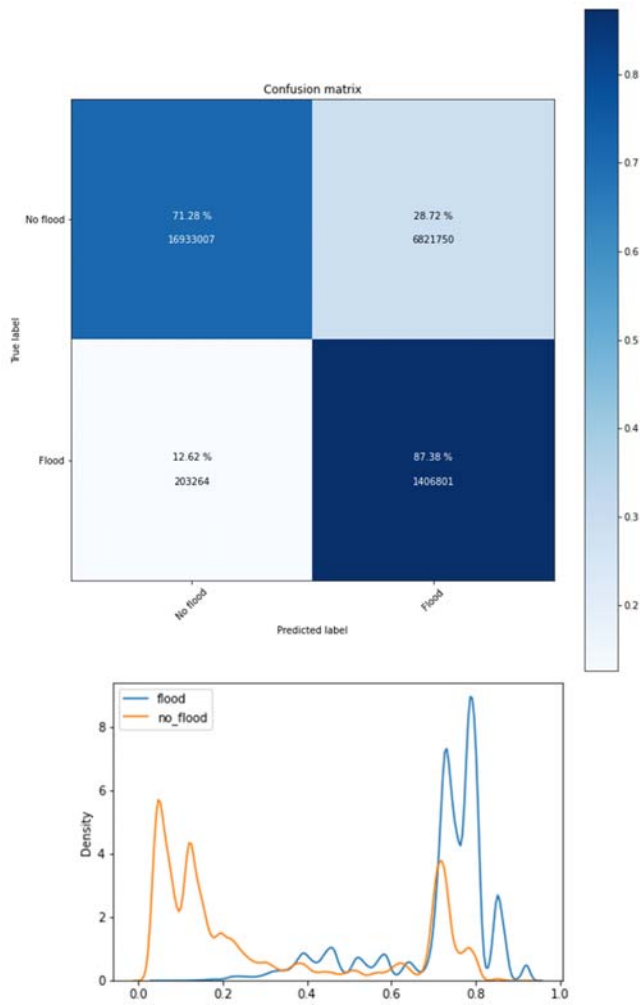 Confusion matrix
0.8
0.7
0.6
0.5
0.4
0.3
0.2
True label
No flood
71.28 %
28.72 %
16933007
6821750
Flood
12.62 %
87.38 %
203264
1406801
No flood
Flood
Predicted label
flood
no_flood
Density
8
6
4
2
0
0.0
0.2
0.4
0.6
0.8
1.0